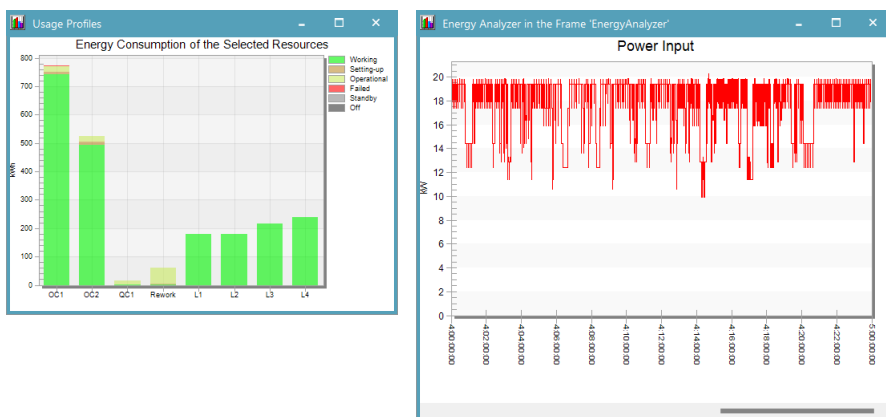 Usage Profiles
Energy Consumption of the Selected Resources
800
700
600
500
400
300
200
100
0
kWh
OC1 OC2 QC1 Rework L1 L2 L3 L4
Working
Setting-up
Operational
Failed
Standby
Off
Energy Analyzer in the Frame 'EnergyAnalyzer'
Power Input
20
18
16
14
12
10
8
6
4
2
0
kW
4:00:00:00
4:02:00:00
4:04:00:00
4:06:00:00
4:08:00:00
4:10:00:00
4:12:00:00
4:14:00:00
4:16:00:00
4:18:00:00
4:20:00:00
4:22:00:00
5:00:00:00